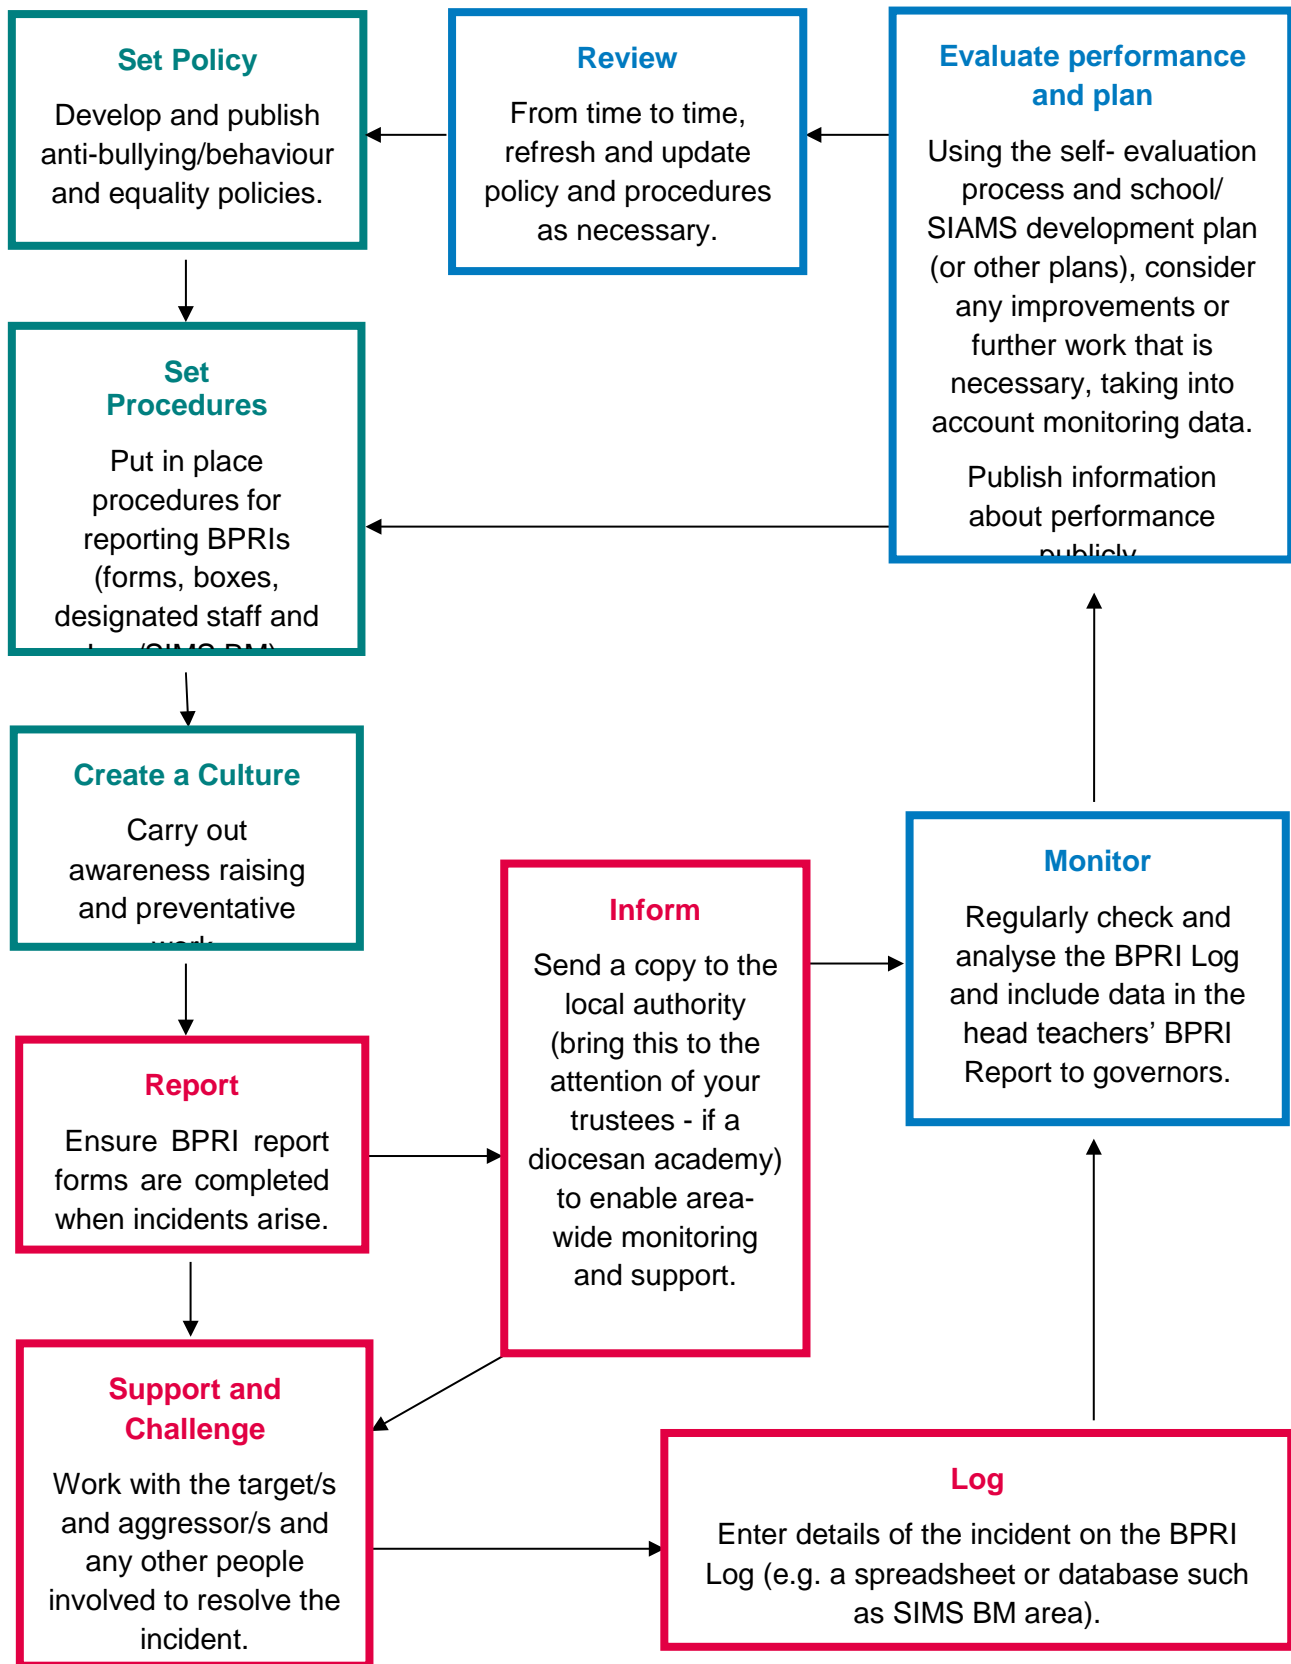 Set Policy
Develop and publish
anti-bullying/behaviour
and equality policies.
Review
From time to time,
refresh and update
policy and procedures
as necessary.
Evaluate performance
and plan
Using the self- evaluation
process and school/
SIAMS development plan
(or other plans), consider
any improvements or
further work that is
necessary, taking into
account monitoring data.
Publish information
about performance
publicly
Set
Procedures
Put in place
procedures for
reporting BPRIs
(forms, boxes,
designated staff and
(SIMS BM)
Create a Culture
Carry out
awareness raising
and preventative
work
Report
Ensure BPRI report
forms are completed
when incidents arise.
Inform
Send a copy to the
local authority
(bring this to the
attention of your
trustees - if a
diocesan academy)
to enable area-
wide monitoring
and support.
Monitor
Regularly check and
analyse the BPRI Log
and include data in the
head teachers’ BPRI
Report to governors.
Support and
Challenge
Work with the target/s
and aggressor/s and
any other people
involved to resolve the
incident.
Log
Enter details of the incident on the BPRI
Log (e.g. a spreadsheet or database such
as SIMS BM area).